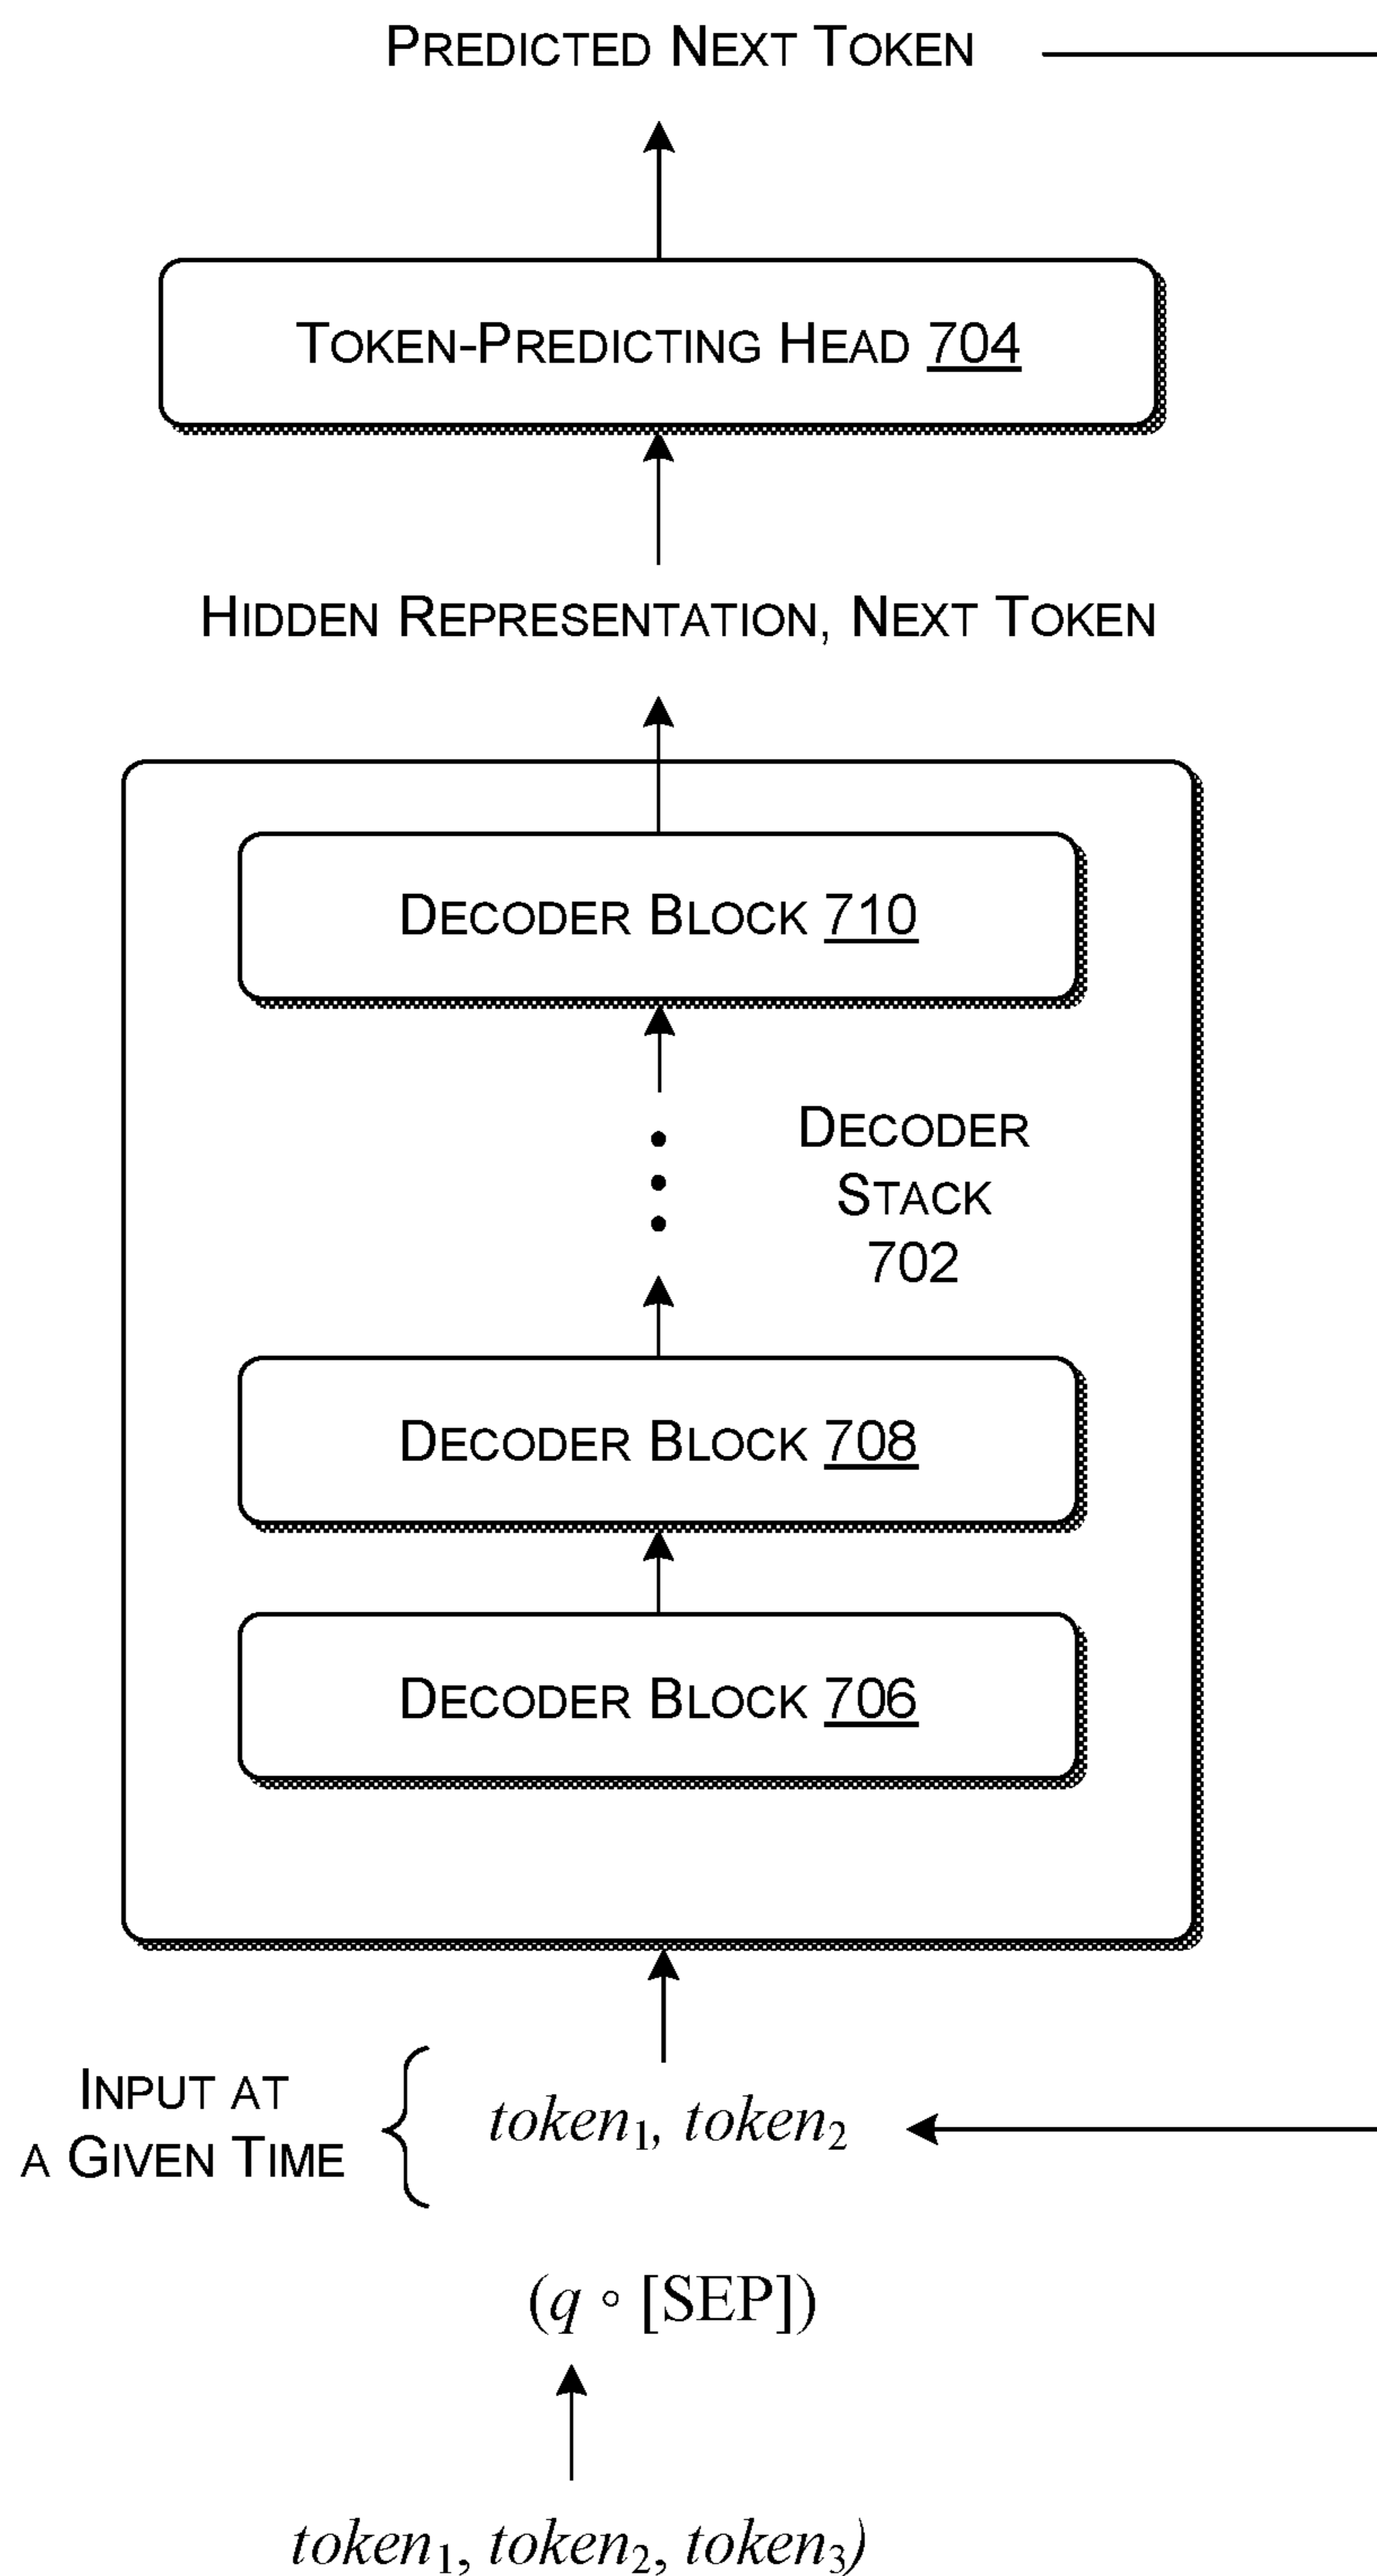 PREDICTED NEXT TOKEN
TOKEN-PREDICTING HEAD 704
HIDDEN REPRESENTATION, NEXT TOKEN
DECODER BLOCK 710
DECODER
STACK
702
DECODER BLOCK 708
DECODER BLOCK 706
INPUT AT
A GIVEN TIME
token₁, token₂
(q ∘ [SEP])
token₁, token₂, token₃)